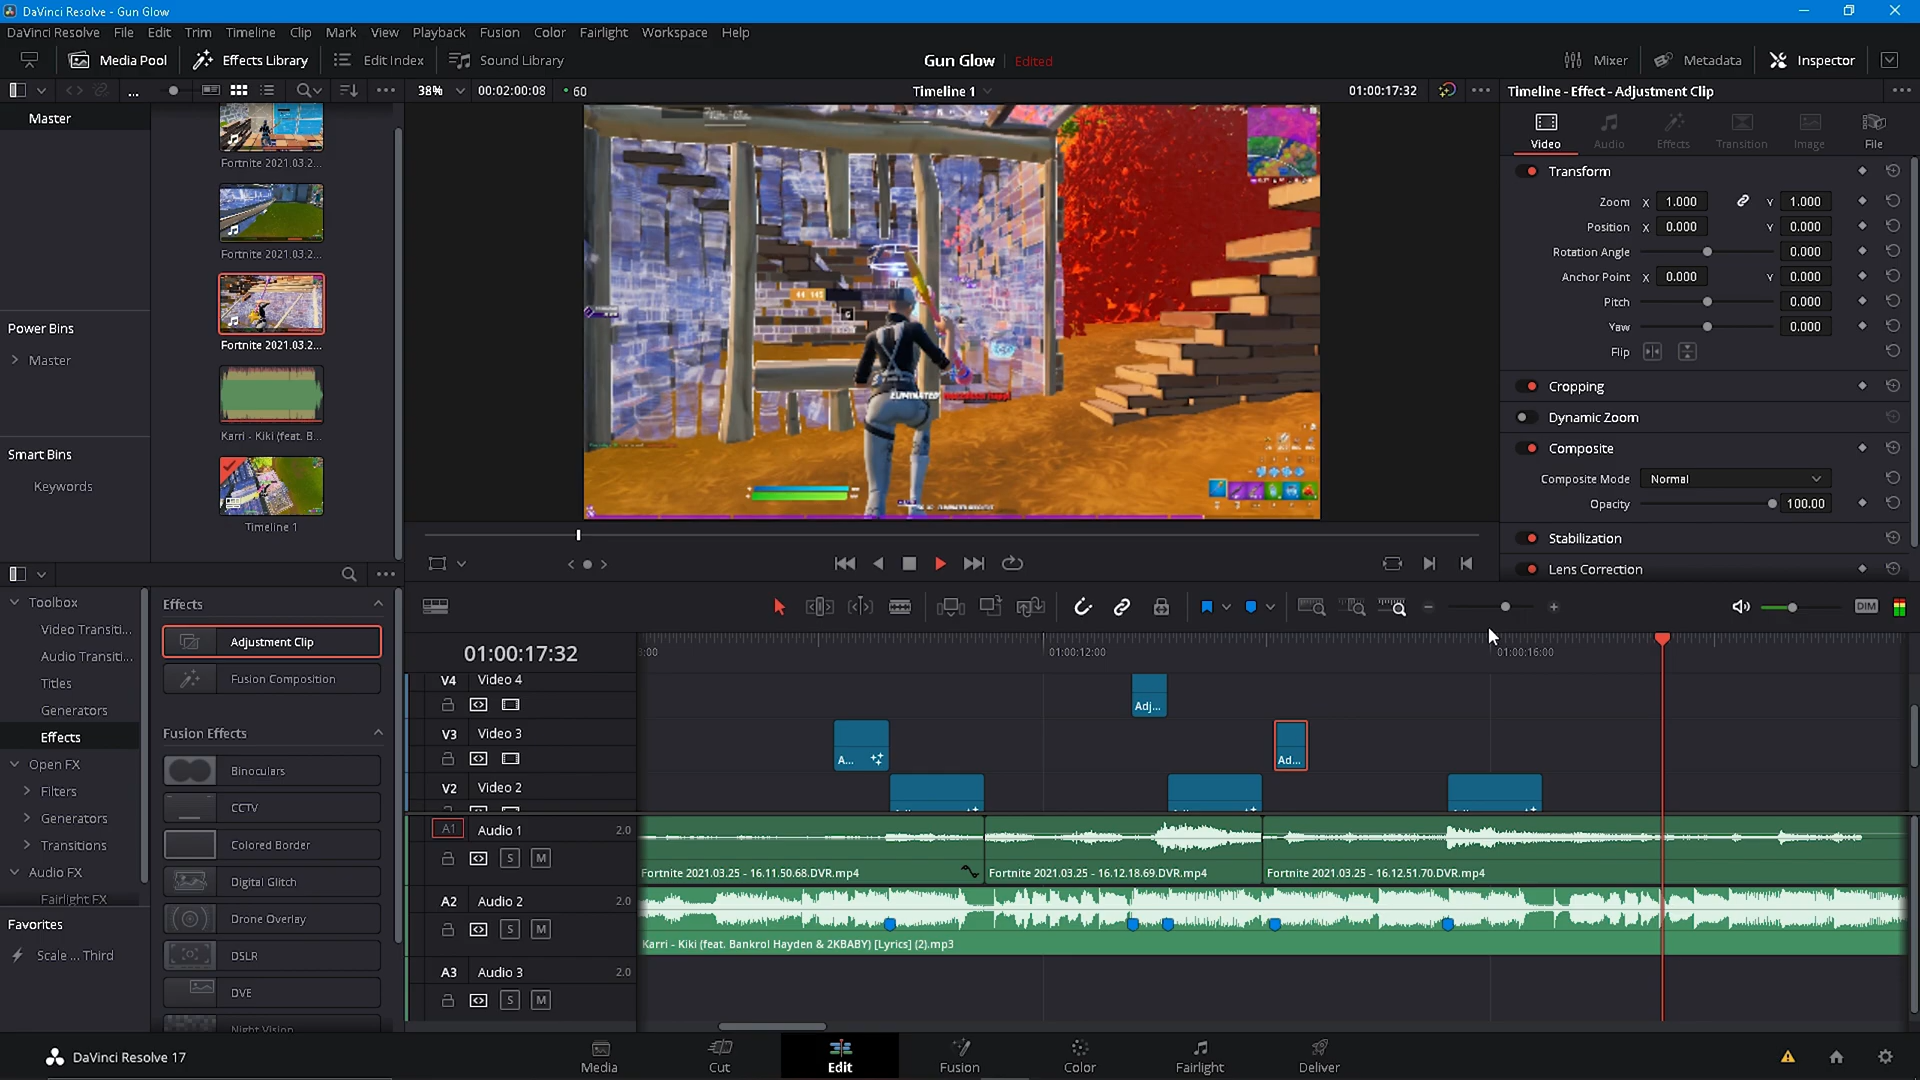 DaVinci Resolve - Gun Glow
DaVinci Resolve File Edit Trim Timeline Clip Mark View Playback Fusion Color Fairlight Workspace Help
Media Pool Effects Library Edit Index Sound Library Gun Glow Edited Mixer Metadata Inspector
... 38% 00:02:00:08 60 Timeline 1 01:00:17:32 Timeline - Effect - Adjustment Clip
Master
Fortnite 2021.03.2...
Fortnite 2021.03.2...
Fortnite 2021.03.2...
Karri - Kiki (feat. B...
Timeline 1
Power Bins
Master
Smart Bins
Keywords
ELIMINATED
Video Audio Effects Transition Image File
Transform
Zoom X 1.000 Y 1.000
Position X 0.000 Y 0.000
Rotation Angle 0.000
Anchor Point X 0.000 Y 0.000
Pitch 0.000
Yaw 0.000
Flip
Cropping
Dynamic Zoom
Composite
Composite Mode Normal
Opacity 100.00
Stabilization
Lens Correction
Toolbox
Video Transiti...
Audio Transiti...
Titles
Generators
Effects
Open FX
Filters
Generators
Transitions
Audio FX
Fairlight FX
Favorites
Scale ... Third
Effects
Adjustment Clip
Fusion Composition
Fusion Effects
Binoculars
CCTV
Colored Border
Digital Glitch
Drone Overlay
DSLR
DVE
Night Vision
DIM
01:00:17:32
3:00 01:00:12:00 01:00:16:00
V4 Video 4
Adj...
V3 Video 3
A... Ad...
V2 Video 2
A1 Audio 1 2.0
S M
Fortnite 2021.03.25 - 16.11.50.68.DVR.mp4 Fortnite 2021.03.25 - 16.12.18.69.DVR.mp4 Fortnite 2021.03.25 - 16.12.51.70.DVR.mp4
A2 Audio 2 2.0
S M
Karri - Kiki (feat. Bankrol Hayden & 2KBABY) [Lyrics] (2).mp3
A3 Audio 3 2.0
S M
DaVinci Resolve 17
Media Cut Edit Fusion Color Fairlight Deliver